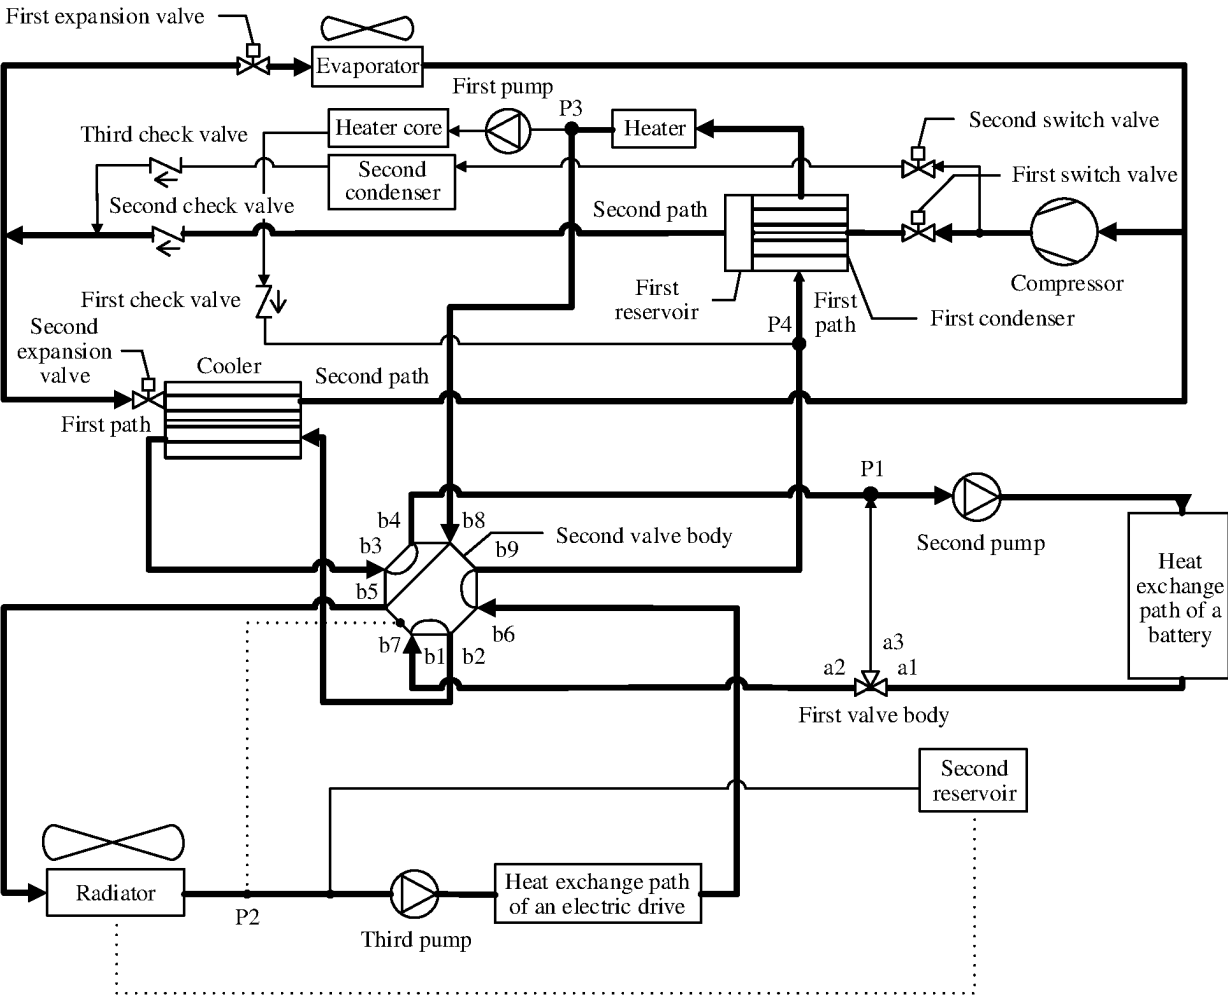 First expansion valve
Evaporator
First pump
P3
Heater core
Heater
Second switch valve
Third check valve
Second
condenser
First switch valve
Second check valve
Second path
Compressor
First check valve
First
reservoir
First
path
First condenser
P4
Second
expansion
valve
Cooler
Second path
First path
P1
b4
b8
Second valve body
b3
b9
Second pump
Heat
exchange
path of a
battery
b5
b6
b7
b1
b2
a3
a2
a1
First valve body
Second
reservoir
Radiator
P2
Heat exchange path
of an electric drive
Third pump